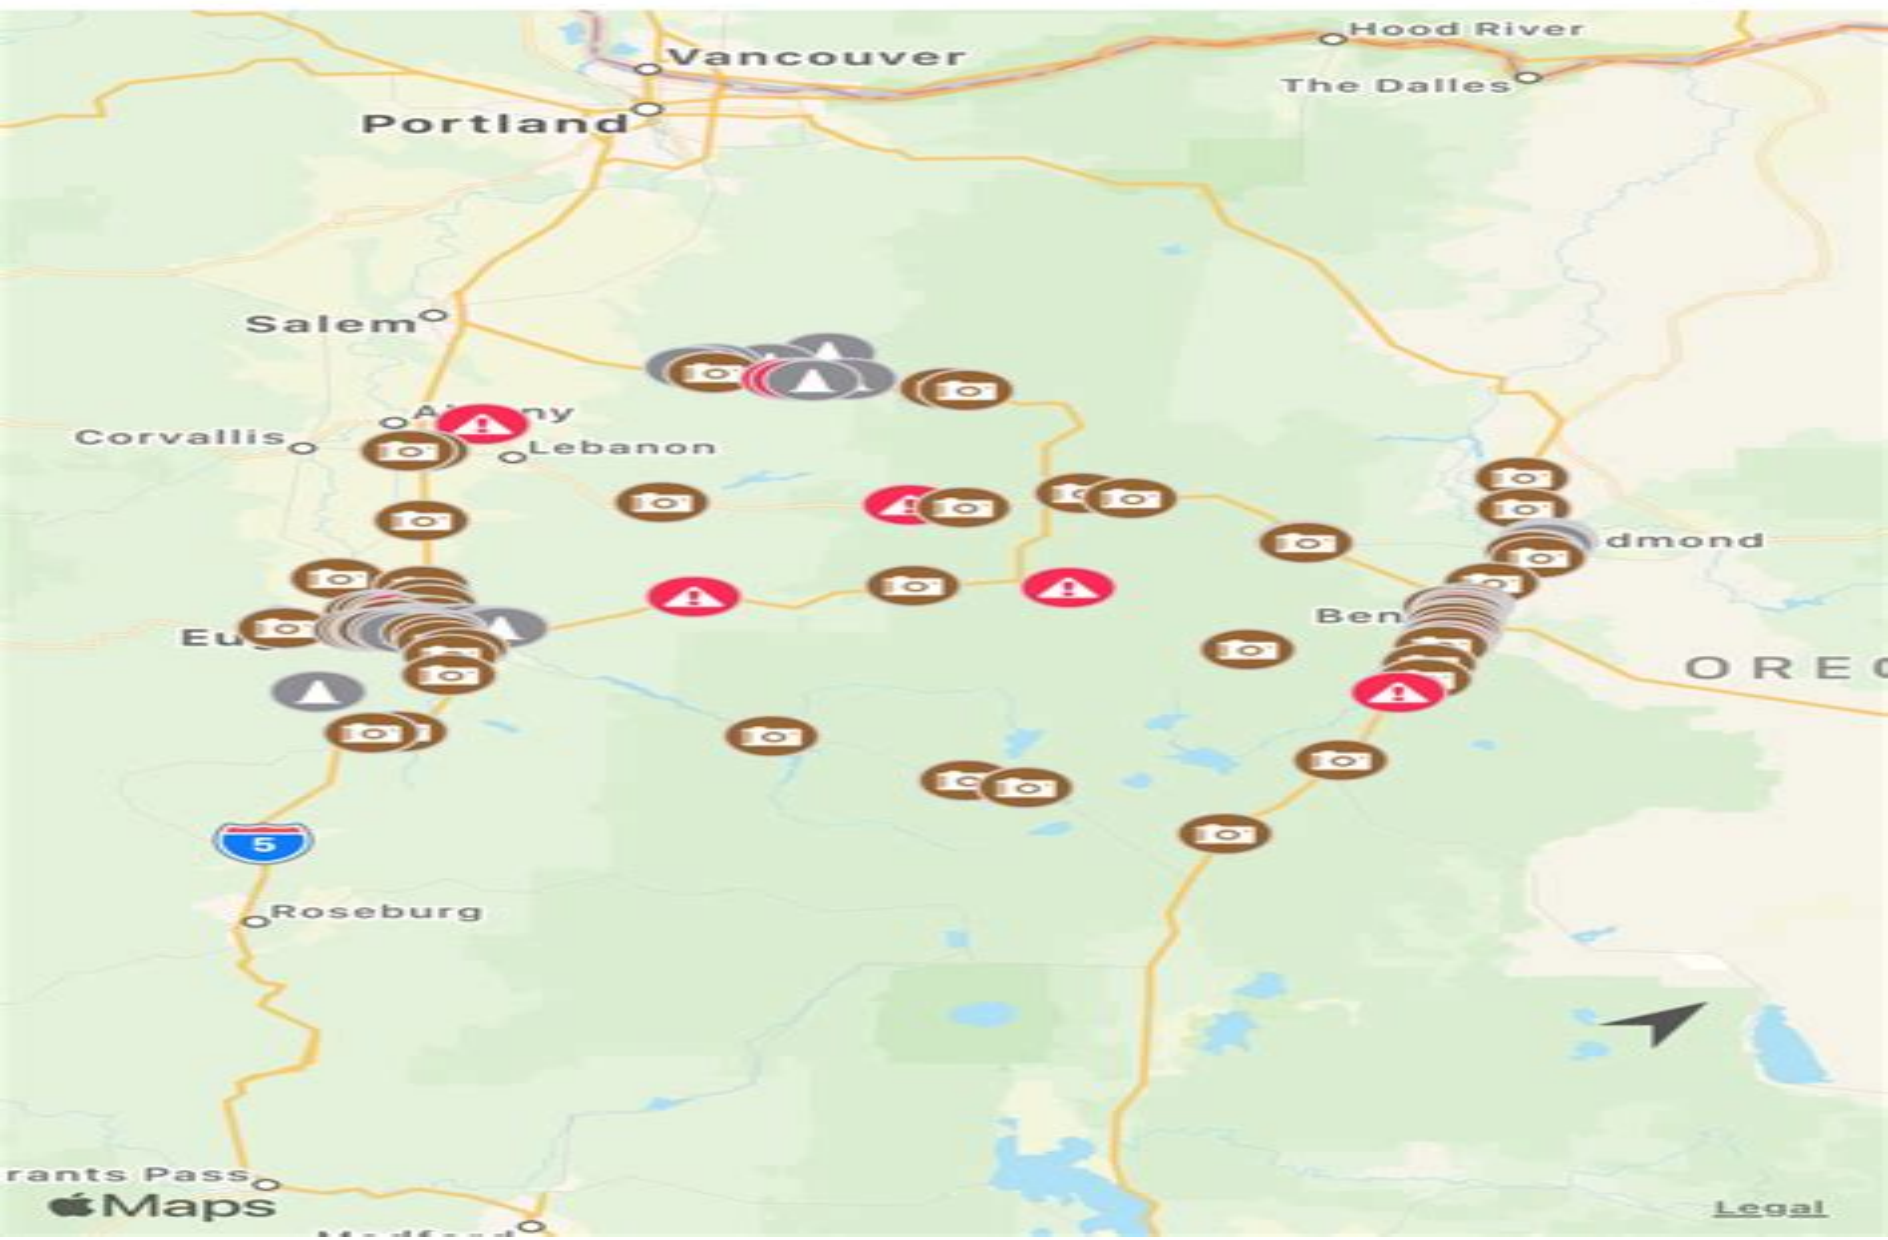 Hood River
Vancouver
The Dalles
Portland
Salem
Corvallis
Lebanon
dmond
Ben
Eu
OREG
5
Roseburg
rants Pass
Maps
Legal